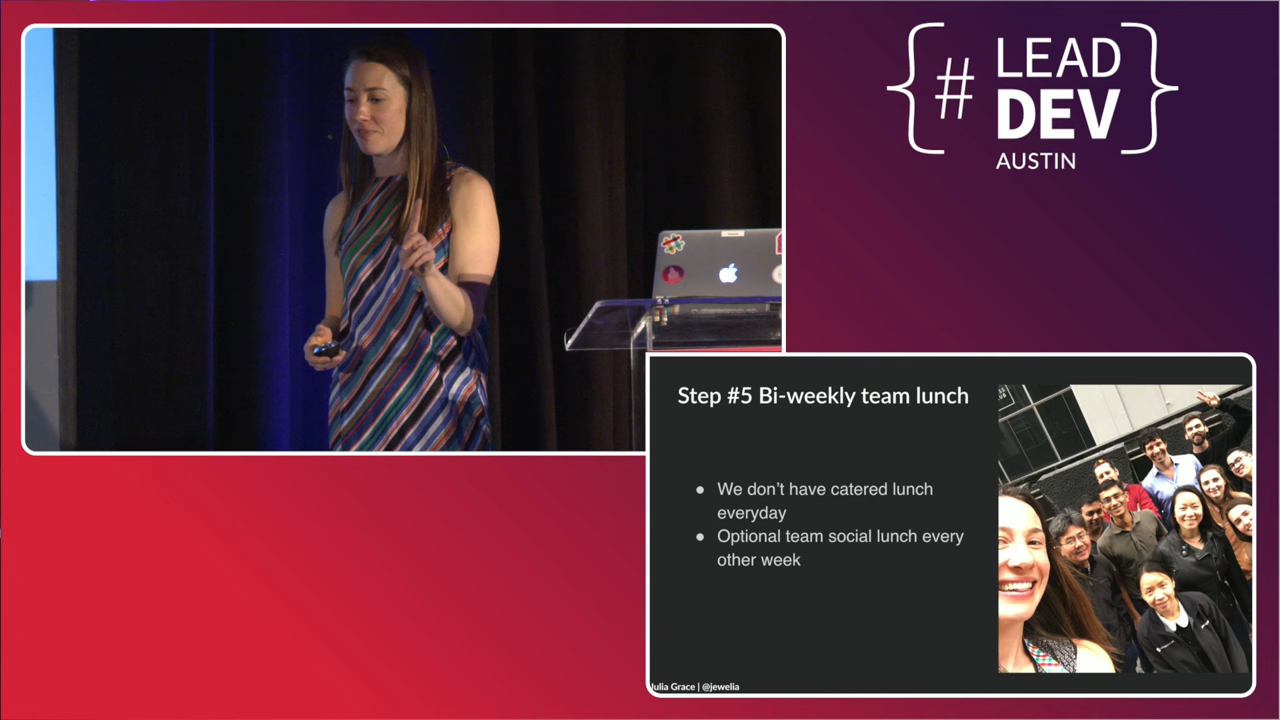 {# LEAD
DEV}
AUSTIN
Step #5 Bi-weekly team lunch
● We don't have catered lunch
everyday
● Optional team social lunch every
other week
Julia Grace | @jewelia